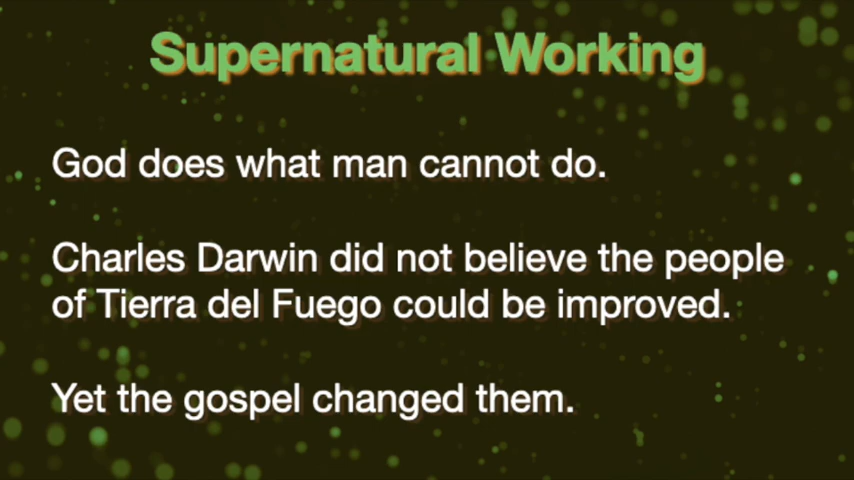 Supernatural Working
God does what man cannot do.
Charles Darwin did not believe the people
of Tierra del Fuego could be improved.
Yet the gospel changed them.